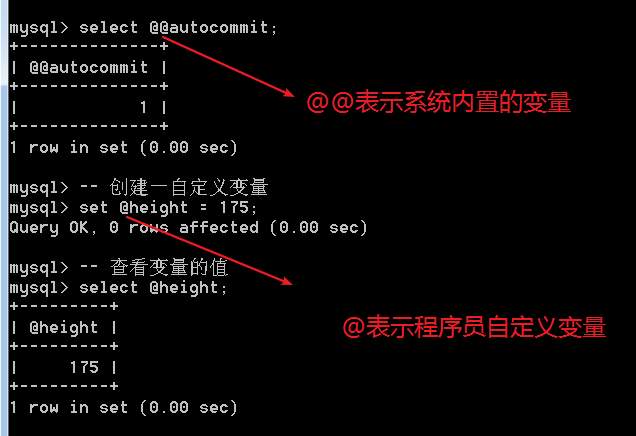 mysql> select @@autocommit;
+--------------+
| @@autocommit |
+--------------+
|            1 |
+--------------+
@@表示系统内置的变量
1 row in set (0.00 sec)
mysql> -- 创建一自定义变量
mysql> set @height = 175;
Query OK, 0 rows affected (0.00 sec)
mysql> -- 查看变量的值
mysql> select @height;
+---------+
| @height |
@表示程序员自定义变量
+---------+
|     175 |
+---------+
1 row in set (0.00 sec)